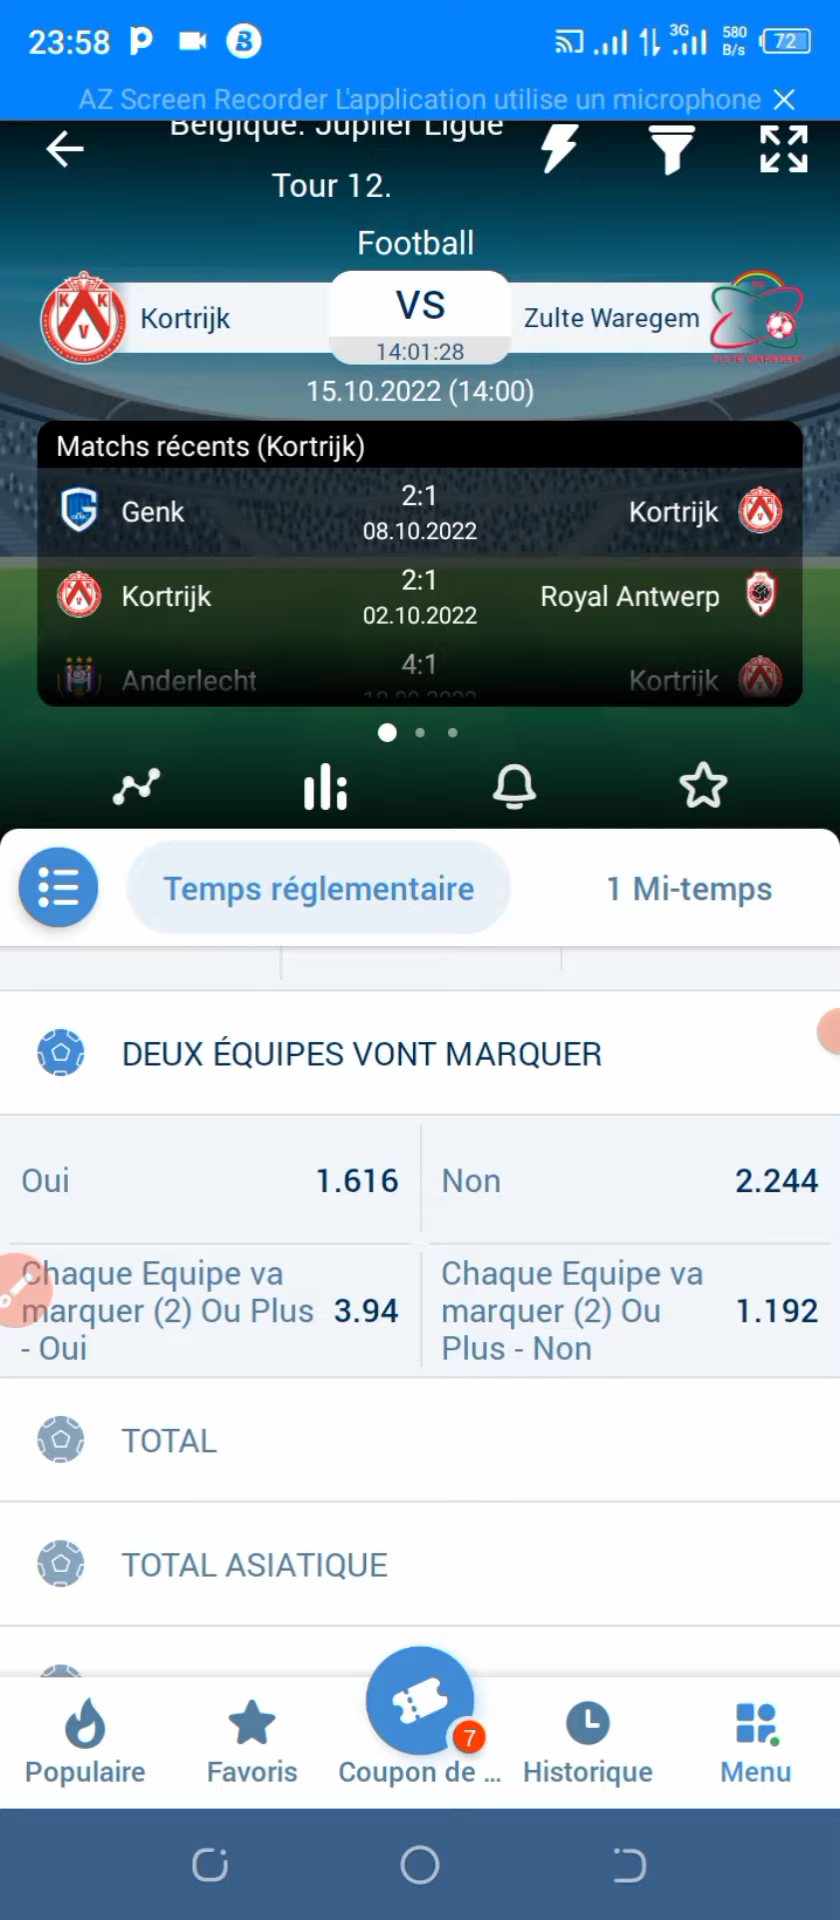 23:58
3G
580
B/s
72
AZ Screen Recorder L'application utilise un microphone
Belgique. Jupiler Ligue
Tour 12.
Football
Kortrijk
VS
Zulte Waregem
14:01:28
15.10.2022 (14:00)
Matchs récents (Kortrijk)
Genk
2:1
Kortrijk
08.10.2022
Kortrijk
2:1
Royal Antwerp
02.10.2022
Anderlecht
4:1
Kortrijk
Temps réglementaire
1 Mi-temps
DEUX ÉQUIPES VONT MARQUER
Oui
1.616
Non
2.244
Chaque Equipe va
marquer (2) Ou Plus
- Oui
3.94
Chaque Equipe va
marquer (2) Ou
Plus - Non
1.192
TOTAL
TOTAL ASIATIQUE
7
Populaire
Favoris
Coupon de ...
Historique
Menu